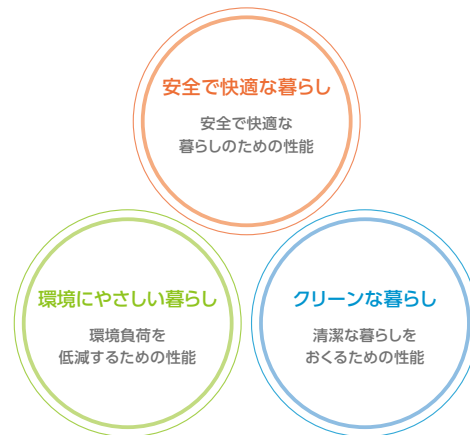 安全で快適な暮らし
安全で快適な
暮らしのための性能
環境にやさしい暮らし
環境負荷を
低減するための性能
クリーンな暮らし
清潔な暮らしを
おくるための性能